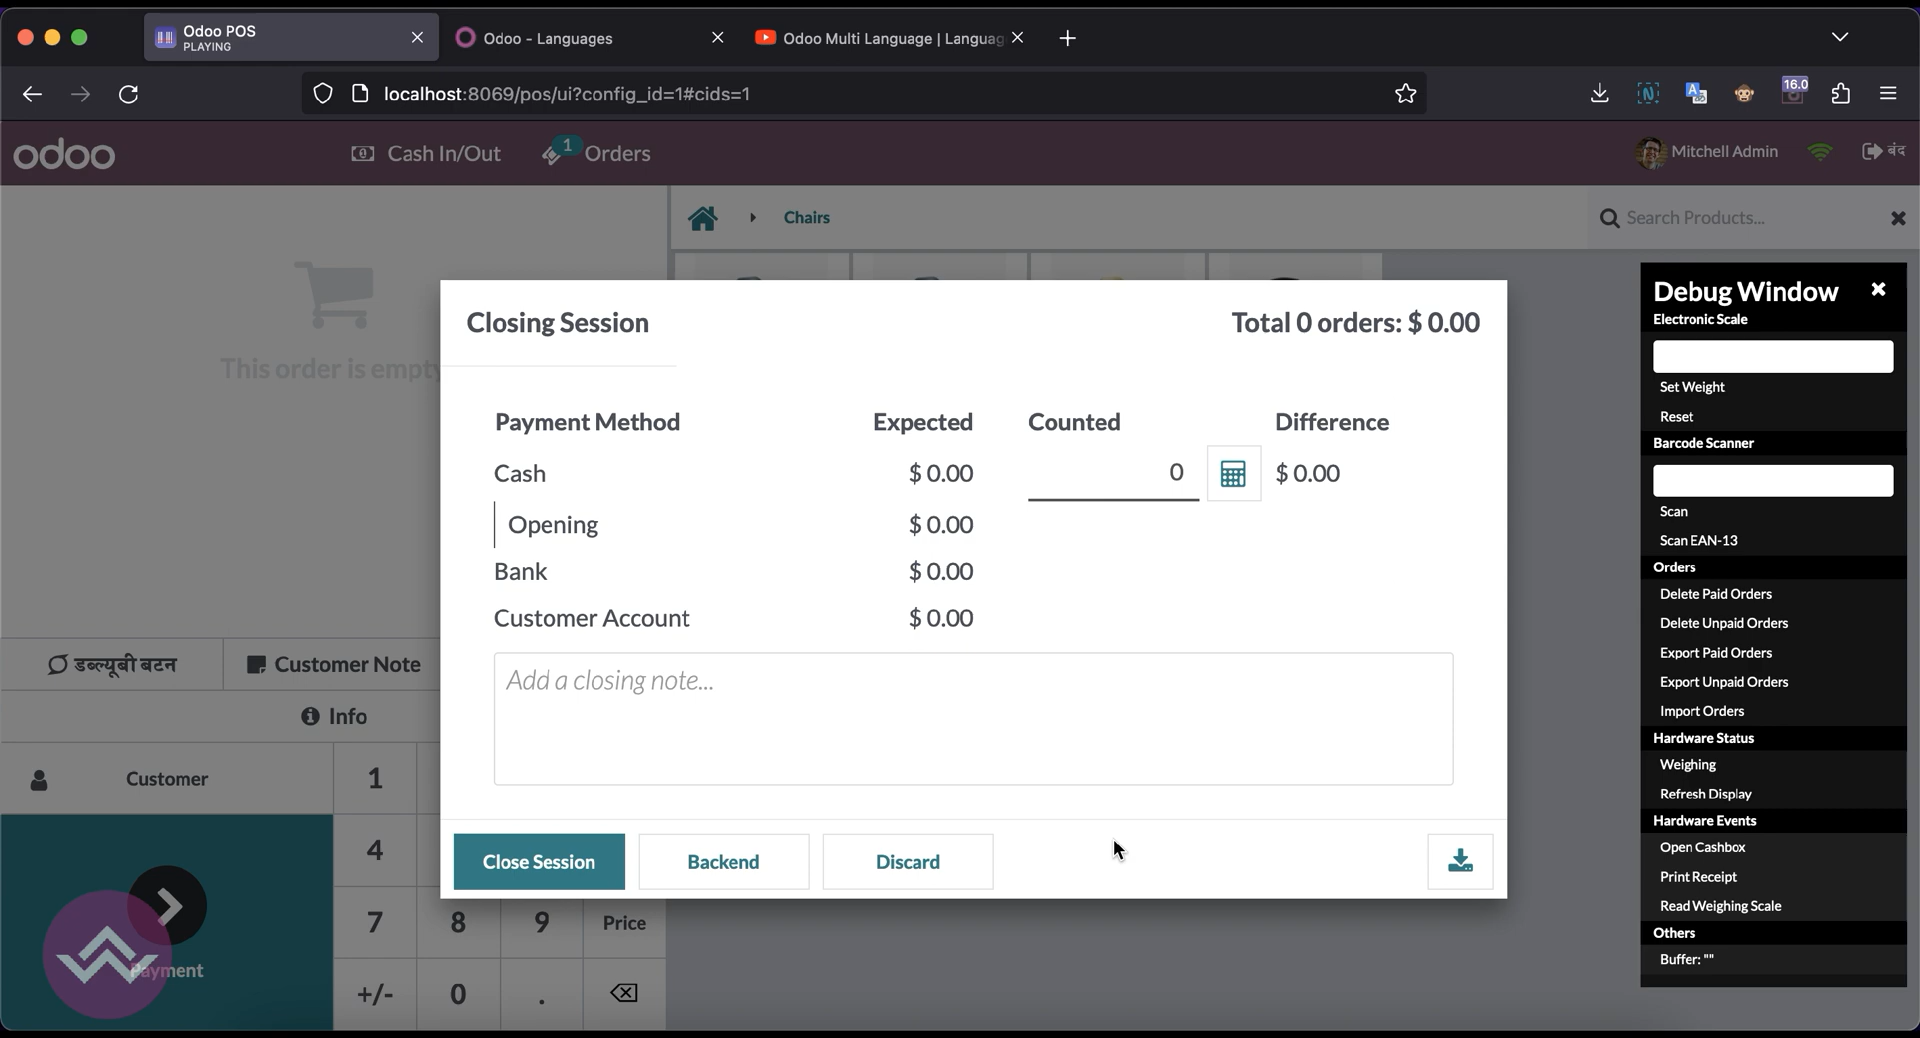 Odoo POS
PLAYING
Odoo - Languages
Odoo Multi Language | Languag
localhost:8069/pos/ui?config_id=1#cids=1
16.0
odoo
Cash In/Out
1
Orders
Mitchell Admin
बंद
Chairs
Search Products...
This order is empty
Closing Session
Total 0 orders: $ 0.00
Payment Method Expected Counted Difference
Cash $ 0.00 0 $ 0.00
Opening $ 0.00
Bank $ 0.00
Customer Account $ 0.00
Add a closing note...
Close Session
Backend
Discard
डब्ल्यूबी बटन
Customer Note
Info
Customer
1
4
7 8 9 Price
+/- 0 .
Payment
Debug Window
Electronic Scale
Set Weight
Reset
Barcode Scanner
Scan
Scan EAN-13
Orders
Delete Paid Orders
Delete Unpaid Orders
Export Paid Orders
Export Unpaid Orders
Import Orders
Hardware Status
Weighing
Refresh Display
Hardware Events
Open Cashbox
Print Receipt
Read Weighing Scale
Others
Buffer: ""